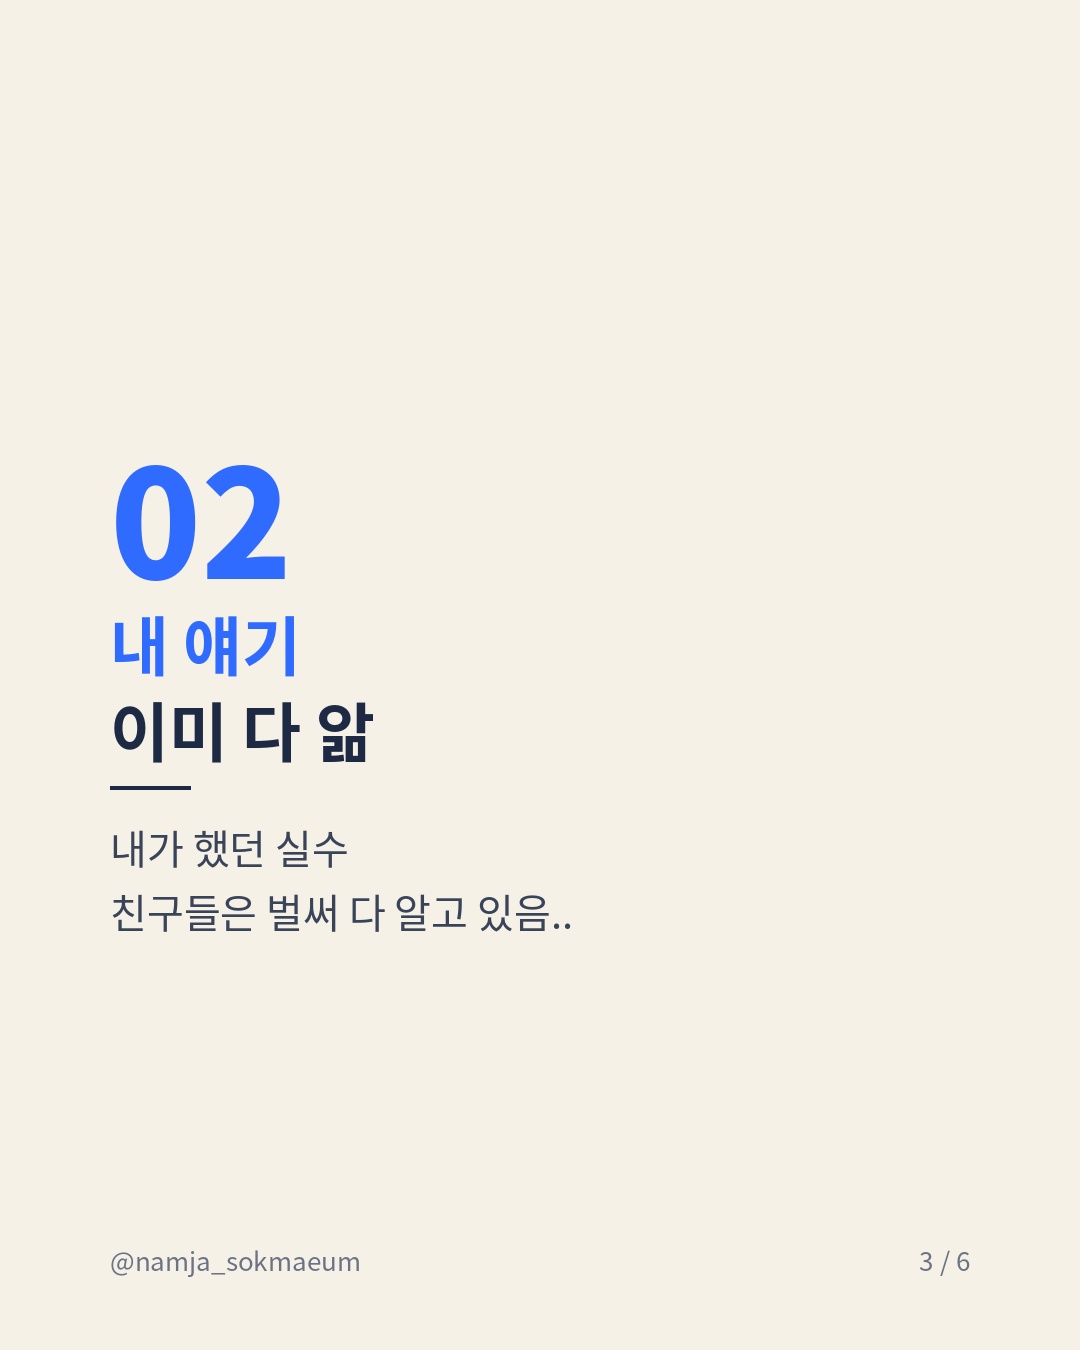 02
내 얘기
이미 다 앎
내가 했던 실수
친구들은 벌써 다 알고 있음..
@namja_sokmaeum
3 / 6